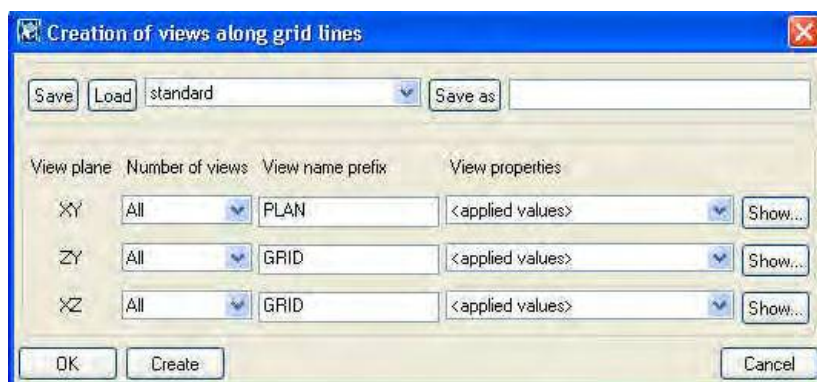 Creation of views along grid lines
Save Load standard Save as
View plane Number of views View name prefix View properties
XY All PLAN <applied values> Show...
ZY All GRID <applied values> Show...
XZ All GRID <applied values> Show...
OK Create Cancel